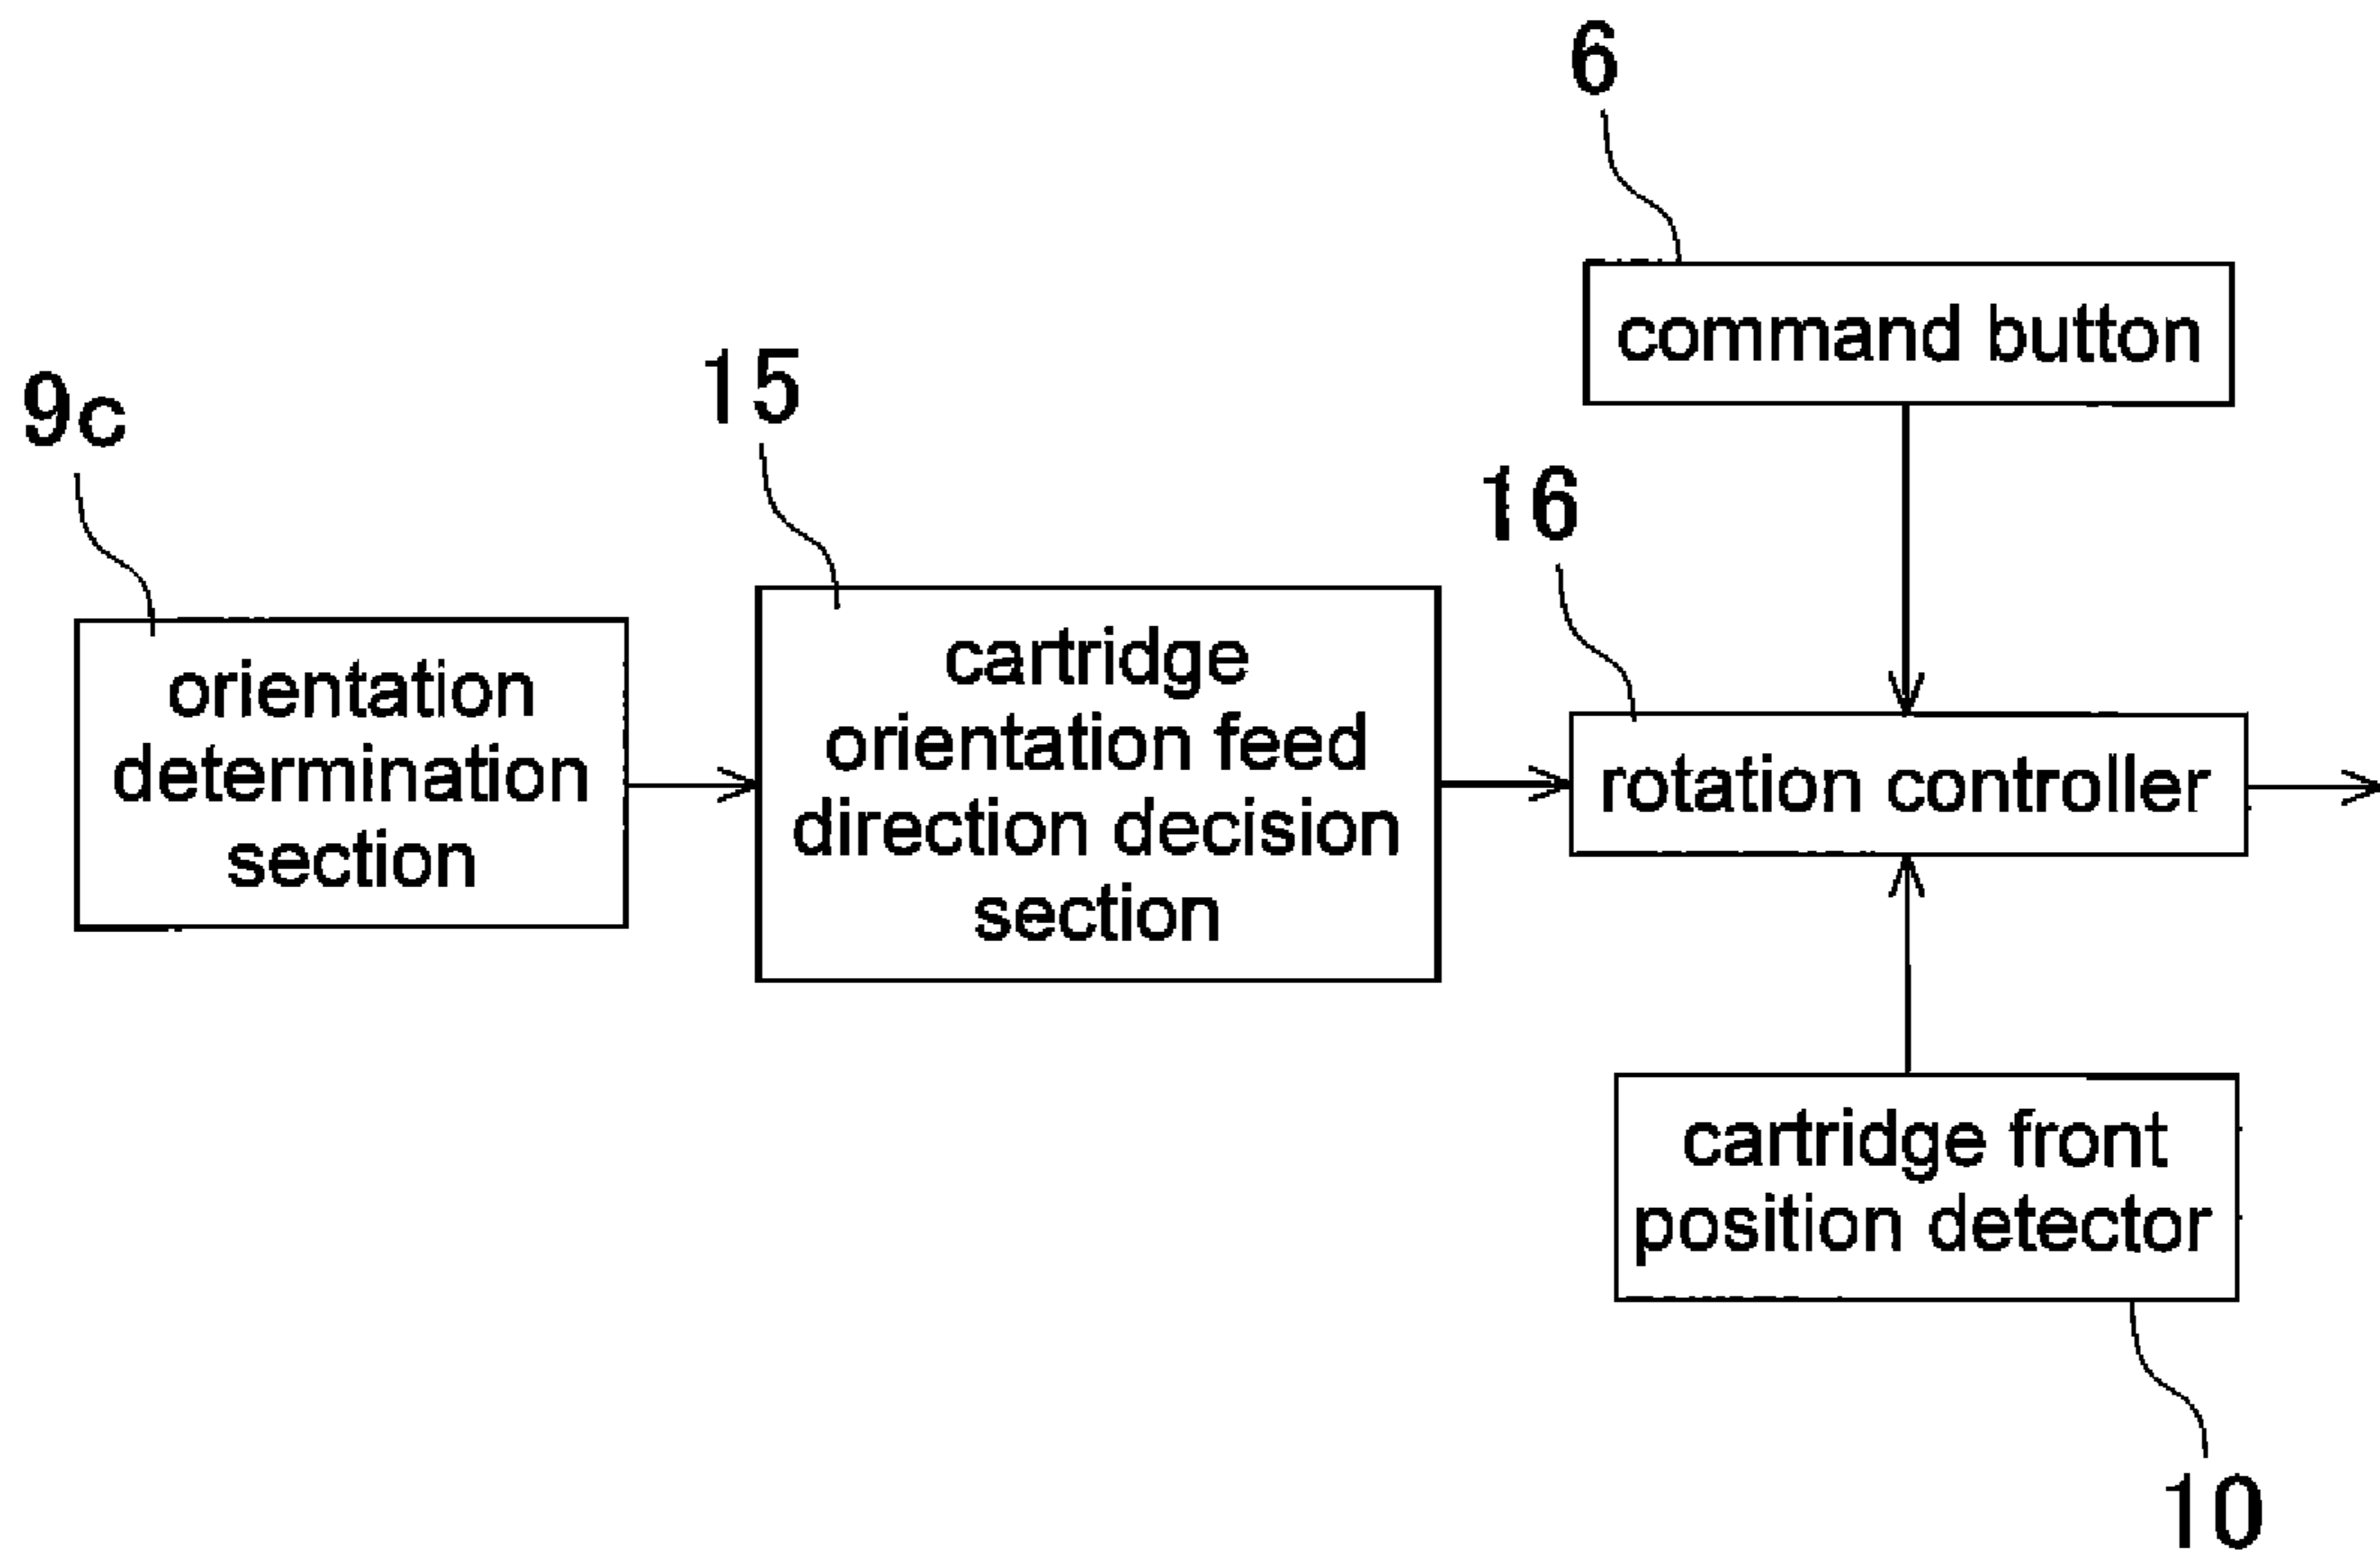 6
command button
9c
15
16
orientation
determination
section
cartridge
orientation feed
direction decision
section
rotation controller
cartridge front
position detector
10